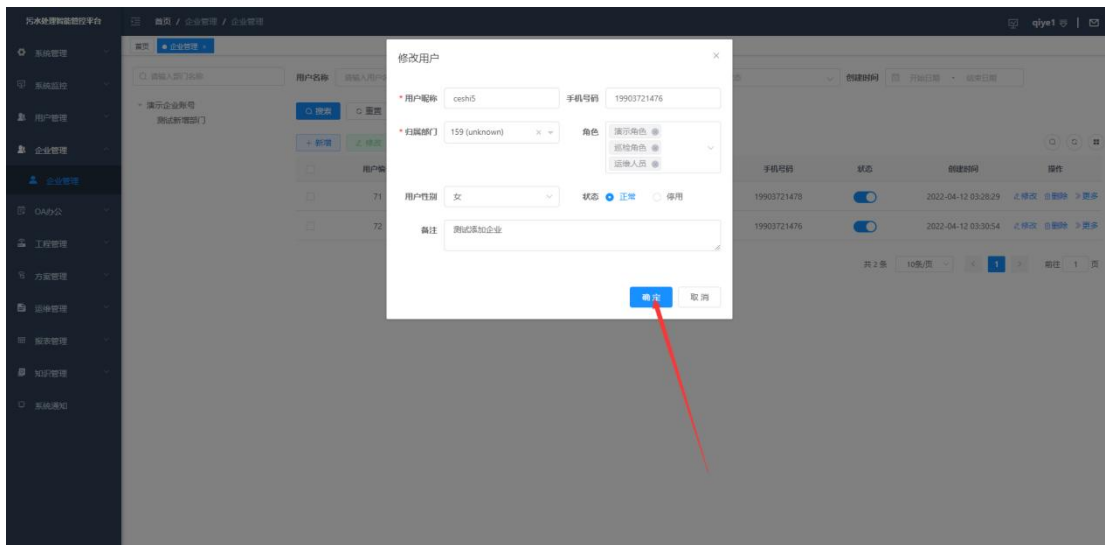 污水处理智能管控平台
首页 / 企业管理 / 企业管理
qiye1
首页
企业管理
系统管理
系统监控
用户管理
企业管理
企业管理
OA办公
工程管理
方案管理
运维管理
报表管理
知识管理
系统通知
请输入部门名称
演示企业账号
测试新增部门
用户名称
创建时间
开始日期 - 结束日期
搜索
重置
新增
修改
手机号码
状态
创建时间
操作
71
19903721478
2022-04-12 03:28:29
修改 删除 更多
72
19903721476
2022-04-12 03:30:54
修改 删除 更多
共 2 条
10条/页
1
前往 1 页
修改用户
* 用户昵称 ceshi5
手机号码 19903721476
* 归属部门 159 (unknown)
角色
演示角色
巡检角色
运维人员
用户性别 女
状态 正常 停用
备注 测试添加企业
确定
取消